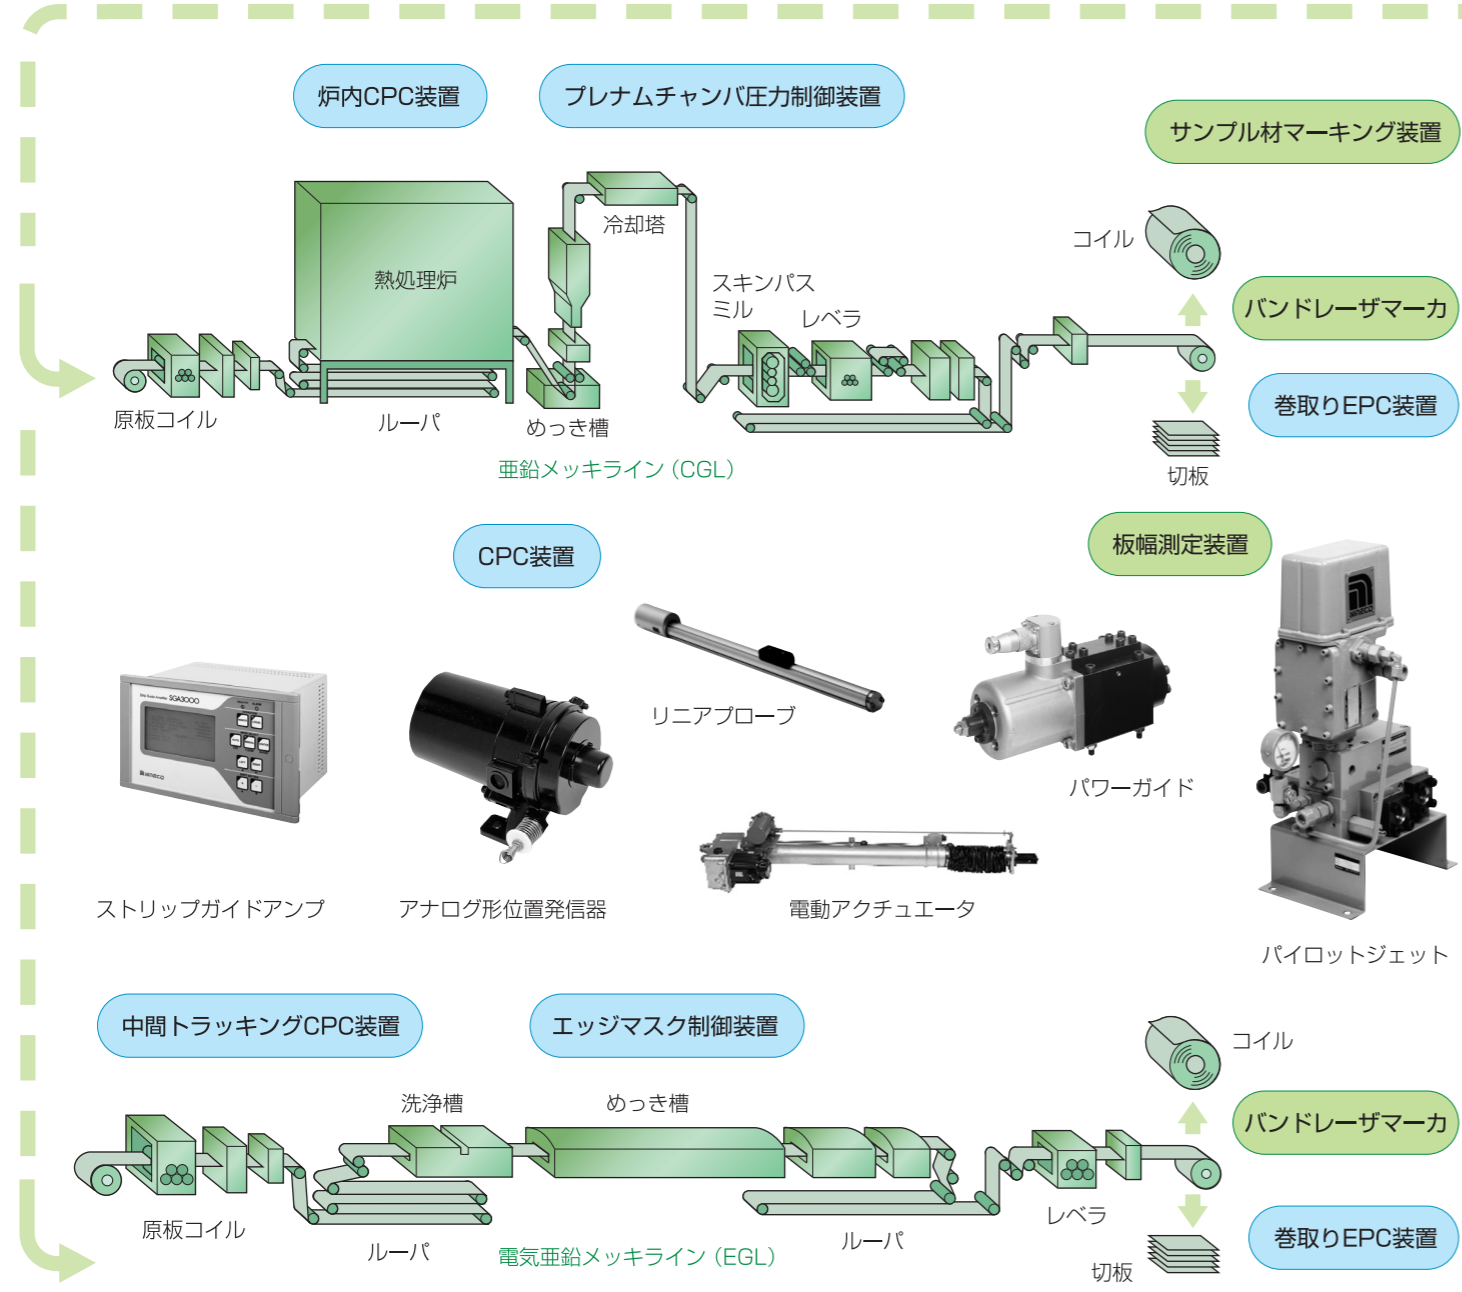 炉内CPC装置
プレナムチャンバ圧力制御装置
サンプル材マーキング装置
冷却塔
コイル
熱処理炉
スキンパス
ミル
レベラ
バンドレーザマーカ
原板コイル
ルーパ
めっき槽
巻取りEPC装置
亜鉛メッキライン（CGL）
切板
CPC装置
板幅測定装置
SGA3000
リニアプローブ
パワーガイド
ストリップガイドアンプ
アナログ形位置発信器
電動アクチュエータ
パイロットジェット
中間トラッキングCPC装置
エッジマスク制御装置
コイル
洗浄槽
めっき槽
バンドレーザマーカ
原板コイル
ルーパ
電気亜鉛メッキライン（EGL）
ルーパ
レベラ
巻取りEPC装置
切板